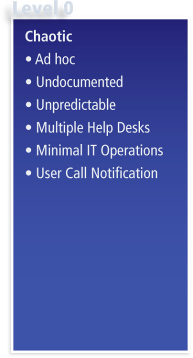 Level 0
Chaotic
• Ad hoc
• Undocumented
• Unpredictable
• Multiple Help Desks
• Minimal IT Operations
• User Call Notification